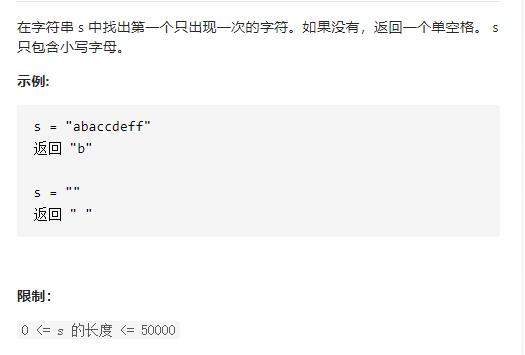 在字符串 s 中找出第一个只出现一次的字符。如果没有，返回一个单空格。 s
只包含小写字母。
示例:
s = "abaccdeff"
返回 "b"
s = ""
返回 " "
限制：
0 <= s 的长度 <= 50000